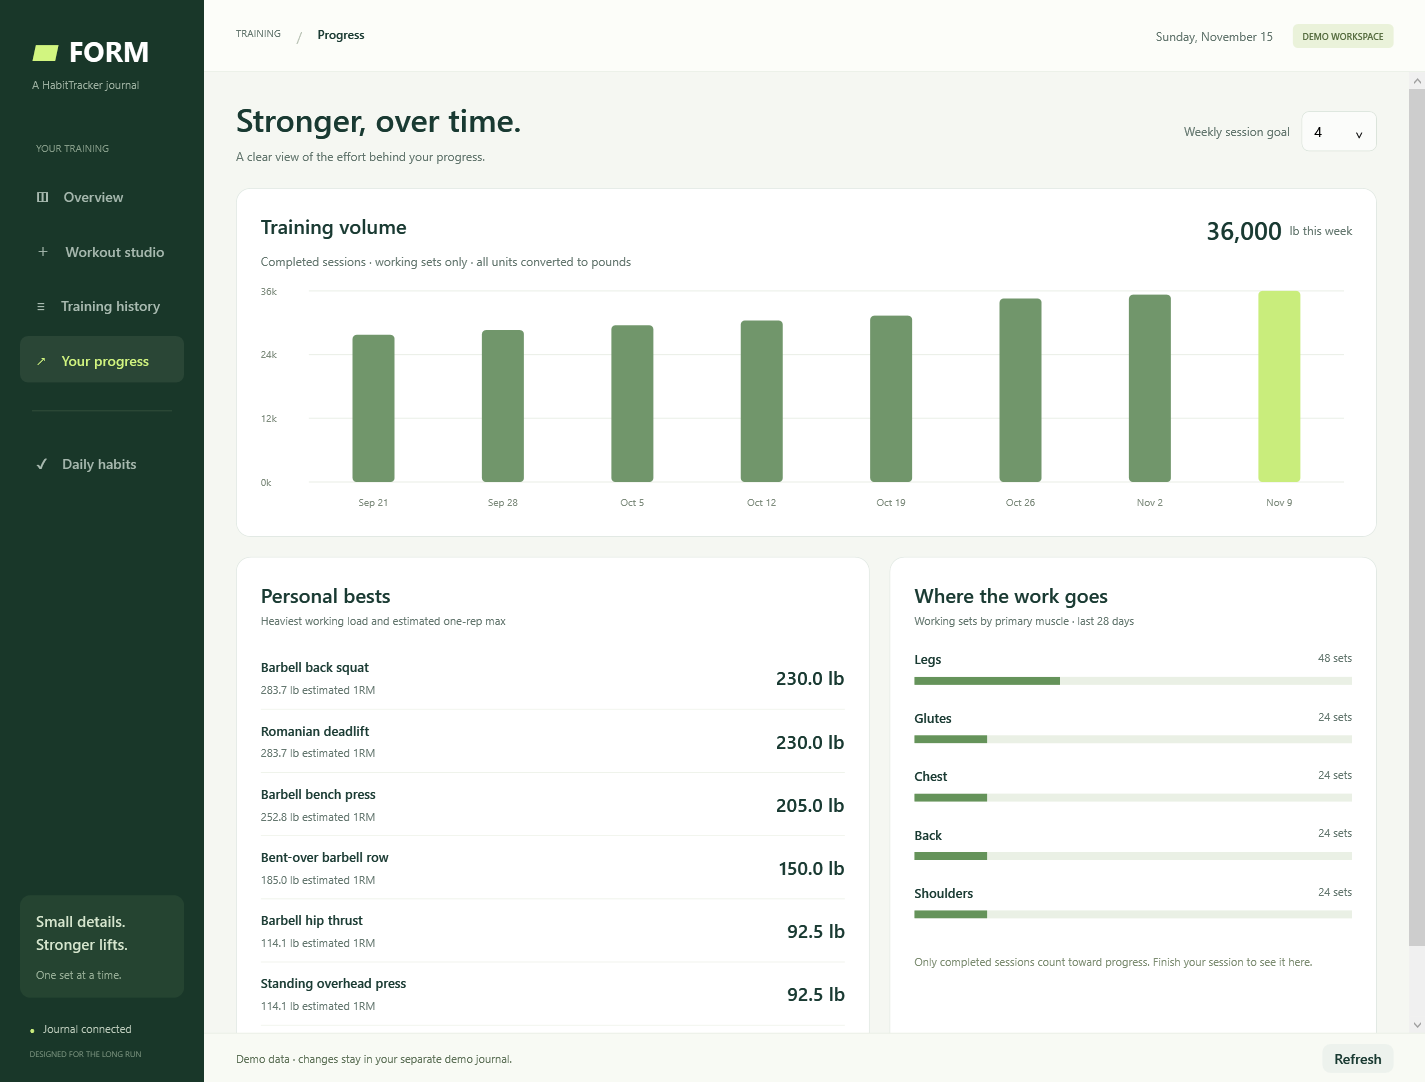 FORM
A HabitTracker journal
YOUR TRAINING
Overview
Workout studio
Training history
Your progress
Daily habits
Small details.
Stronger lifts.
One set at a time.
Journal connected
DESIGNED FOR THE LONG RUN
TRAINING / Progress
Sunday, November 15
DEMO WORKSPACE
Stronger, over time.
A clear view of the effort behind your progress.
Weekly session goal
4
Training volume
36,000 lb this week
Completed sessions · working sets only · all units converted to pounds
36k
24k
12k
0k
Sep 21
Sep 28
Oct 5
Oct 12
Oct 19
Oct 26
Nov 2
Nov 9
Personal bests
Heaviest working load and estimated one-rep max
Barbell back squat
283.7 lb estimated 1RM
230.0 lb
Romanian deadlift
283.7 lb estimated 1RM
230.0 lb
Barbell bench press
252.8 lb estimated 1RM
205.0 lb
Bent-over barbell row
185.0 lb estimated 1RM
150.0 lb
Barbell hip thrust
114.1 lb estimated 1RM
92.5 lb
Standing overhead press
114.1 lb estimated 1RM
92.5 lb
Where the work goes
Working sets by primary muscle · last 28 days
Legs
48 sets
Glutes
24 sets
Chest
24 sets
Back
24 sets
Shoulders
24 sets
Only completed sessions count toward progress. Finish your session to see it here.
Demo data · changes stay in your separate demo journal.
Refresh